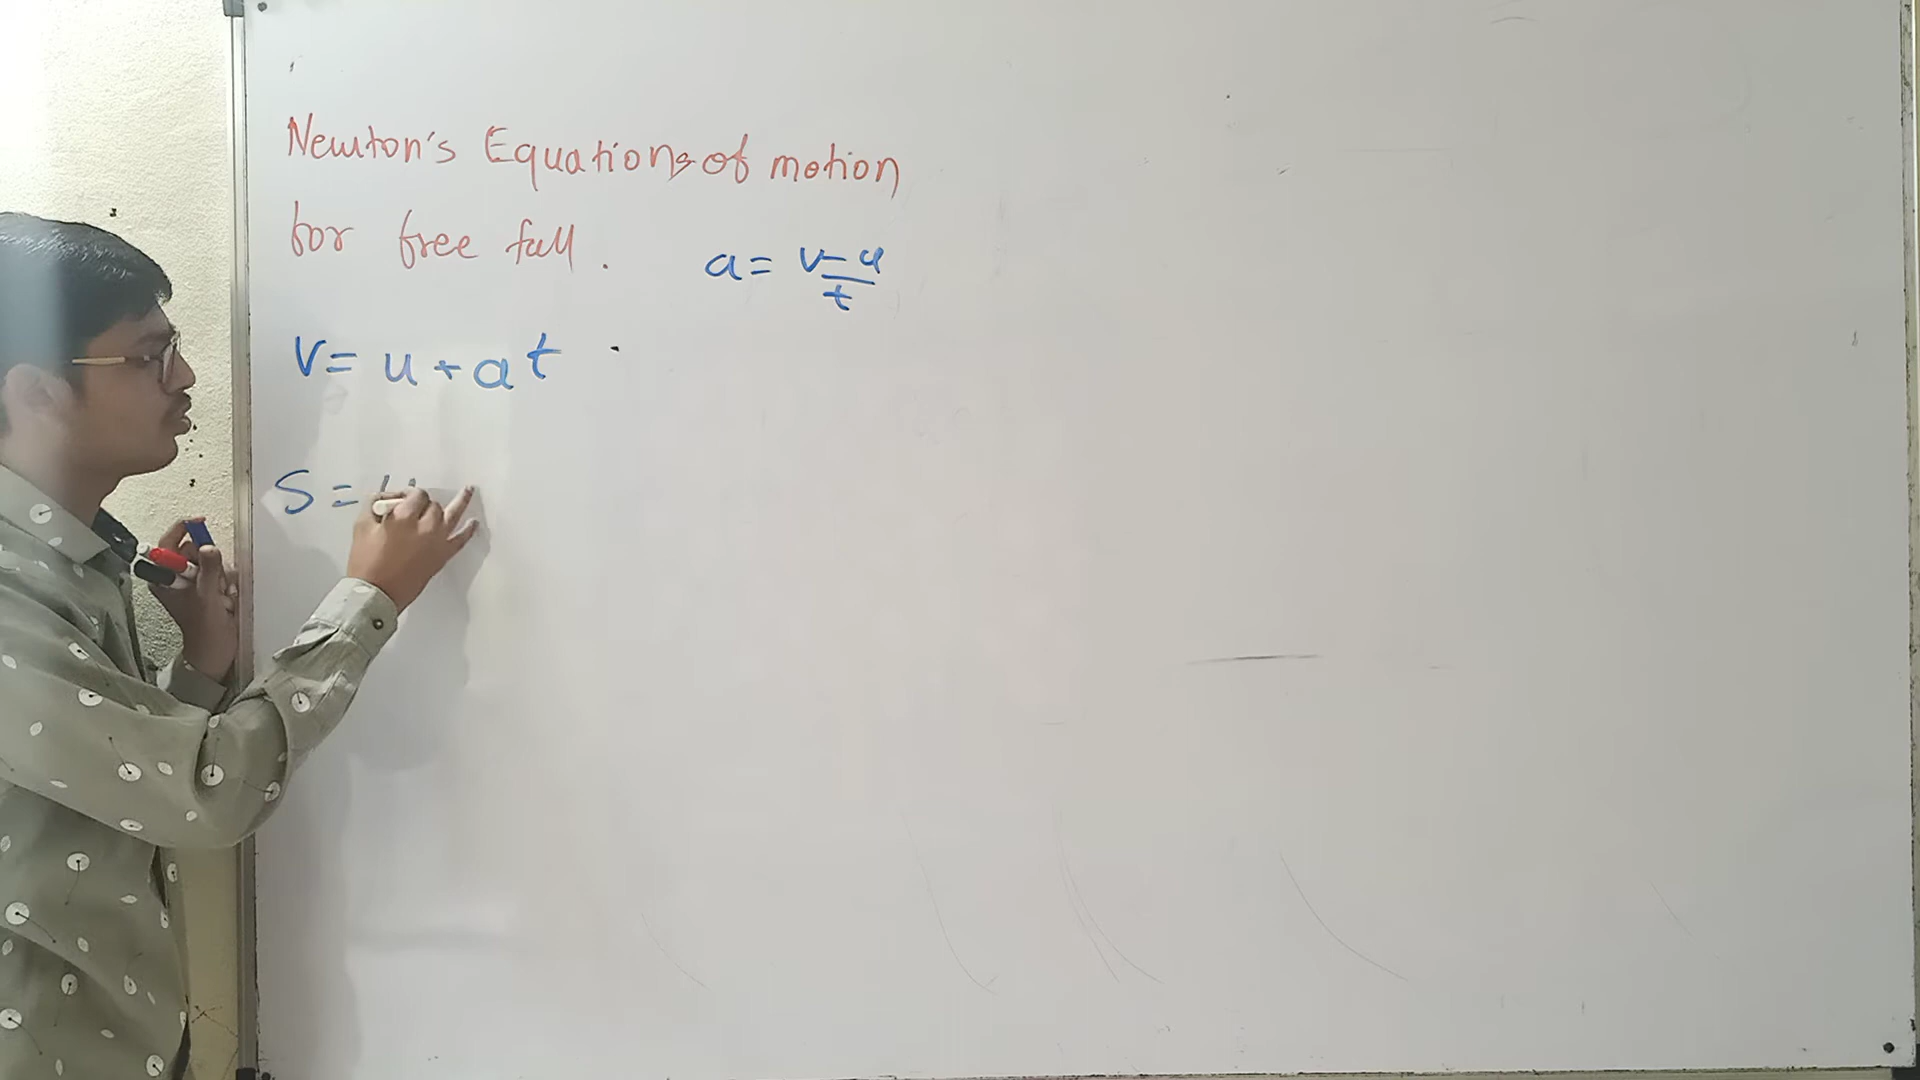 Newton's Equations of motion
for free fall.
a = v-u/t
v = u + at
S = u